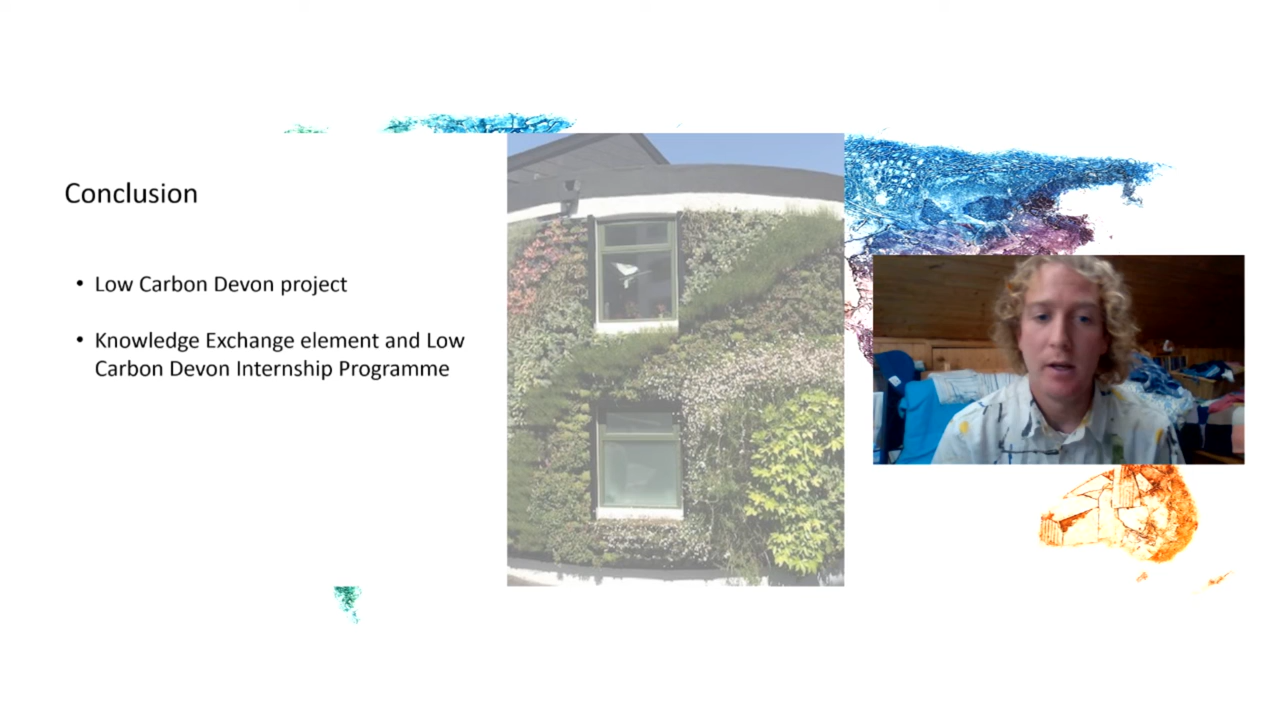 Conclusion
• Low Carbon Devon project
• Knowledge Exchange element and Low
Carbon Devon Internship Programme